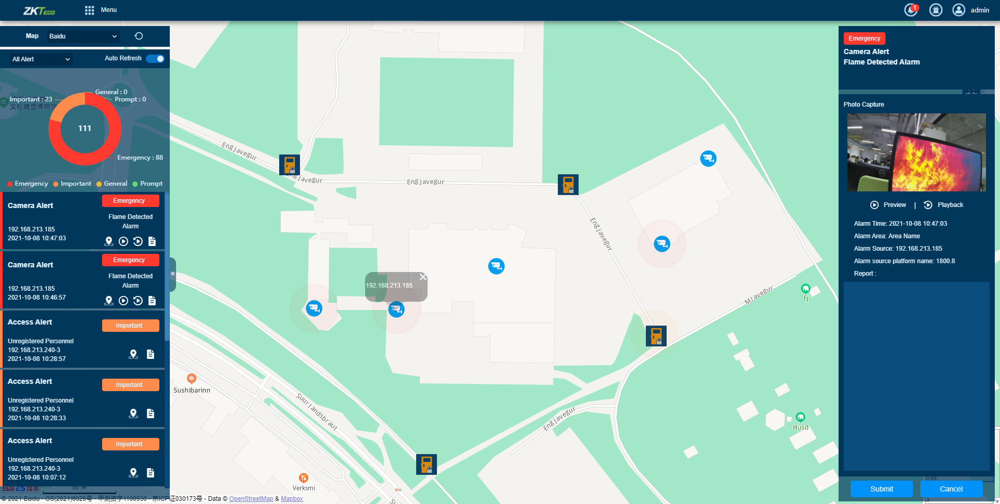 ZKTeco
Menu
1
admin
Map
Baidu
All Alert
Auto Refresh
General : 0
Important : 23
Prompt : 0
文松雕塑博物馆
111
Emergency : 88
Emergency
Important
General
Prompt
Camera Alert
Emergency
Flame Detected
Alarm
192.168.213.185
2021-10-08 10:47:03
Camera Alert
Emergency
Flame Detected
Alarm
192.168.213.185
2021-10-08 10:46:57
Access Alert
Important
Unregistered Personnel
192.168.213.240-3
2021-10-08 10:28:57
Access Alert
Important
Unregistered Personnel
192.168.213.240-3
2021-10-08 10:28:33
Access Alert
Important
Unregistered Personnel
192.168.213.240-3
2021-10-08 10:07:12
Bai du 地图
50 米
© 2021 Baidu - GS(2021)6026号 - 甲测资字1100930 - 京ICP证030173号 - Data © OpenStreetMap & Mapbox
Engjavegur
Engjavegur
Engjavegur
Engjavegur
192.168.213.185
Mlavegur
Fj
Sushibarinn
Suurlandsbraut
Engjavegur
Húsd
Verksmi
Su
Emergency
Camera Alert
Flame Detected Alarm
Photo Capture
Preview | Playback
Alarm Time: 2021-10-08 10:47:03
Alarm Area: Area Name
Alarm Source: 192.168.213.185
Alarm source platform name: 1800.8
Report :
Submit
Cancel